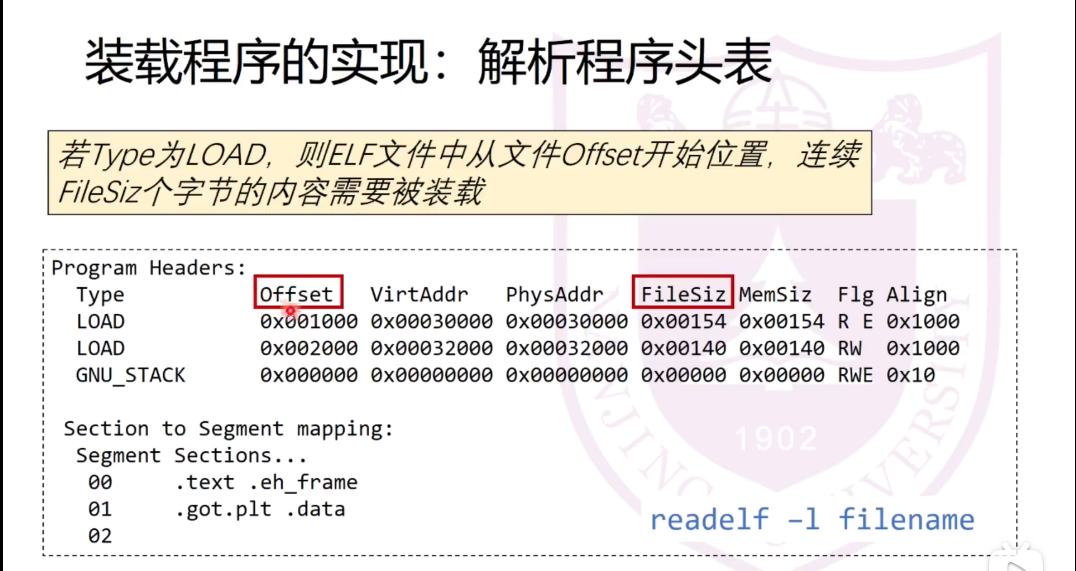 装载程序的实现：解析程序头表
若Type为LOAD，则ELF文件中从文件Offset开始位置，连续
FileSiz个字节的内容需要被装载
Program Headers:
Type Offset VirtAddr PhysAddr FileSiz MemSiz Flg Align
LOAD 0x001000 0x00030000 0x00030000 0x00154 0x00154 R E 0x1000
LOAD 0x002000 0x00032000 0x00032000 0x00140 0x00140 RW 0x1000
GNU_STACK 0x000000 0x00000000 0x00000000 0x00000 0x00000 RWE 0x10
Section to Segment mapping:
Segment Sections...
00 .text .eh_frame
01 .got.plt .data
02
readelf –l filename
1902